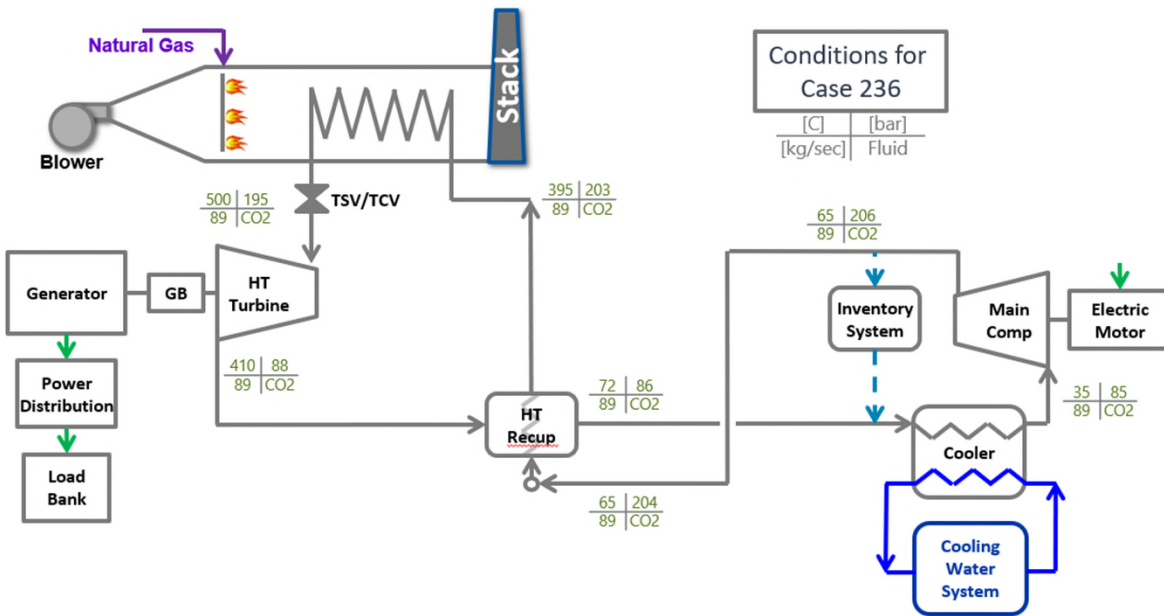 Natural Gas
Stack
Conditions for
Case 236
[C] [bar]
[kg/sec] Fluid
Blower
500 195
89 CO2
TSV/TCV
395 203
89 CO2
65 206
89 CO2
Generator
GB
HT
Turbine
Inventory
System
Main
Comp
Electric
Motor
410 88
89 CO2
Power
Distribution
72 86
89 CO2
35 85
89 CO2
HT
Recup
Cooler
Load
Bank
65 204
89 CO2
Cooling
Water
System